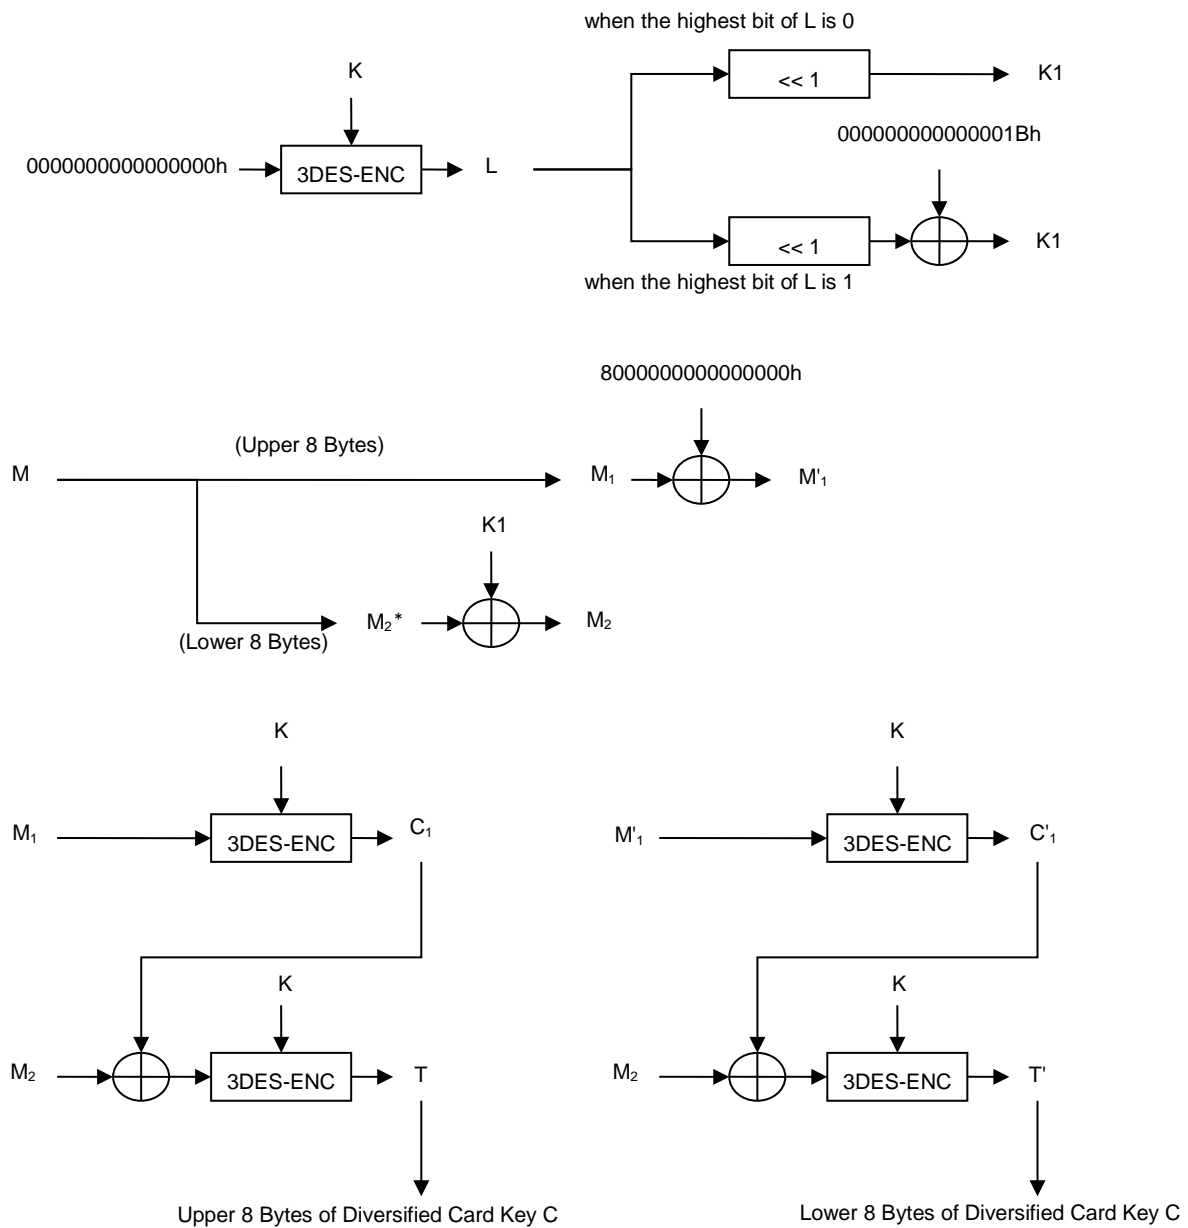 when the highest bit of L is 0
K
<< 1
K1
000000000000001Bh
0000000000000000h
3DES-ENC
L
<< 1
K1
when the highest bit of L is 1
8000000000000000h
(Upper 8 Bytes)
M
M₁
M'₁
K1
(Lower 8 Bytes)
M₂*
M₂
K
K
M₁
3DES-ENC
C₁
M'₁
3DES-ENC
C'₁
K
K
M₂
3DES-ENC
T
M₂
3DES-ENC
T'
Upper 8 Bytes of Diversified Card Key C
Lower 8 Bytes of Diversified Card Key C